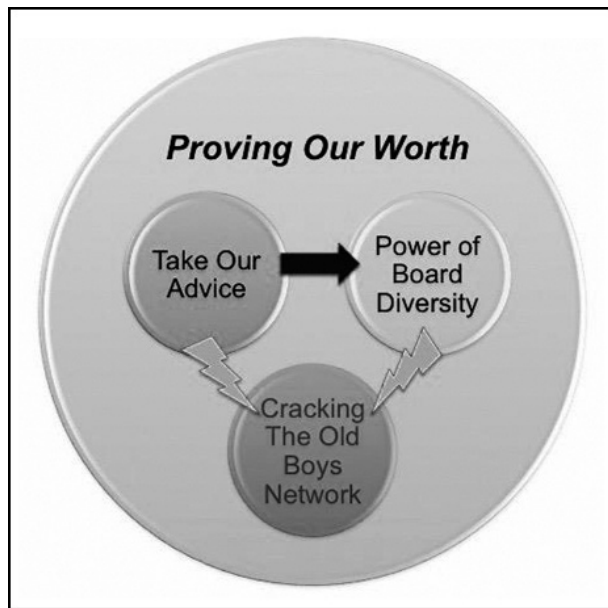 Proving Our Worth
Take Our
Advice
Power of
Board
Diversity
Cracking
The Old
Boys
Network